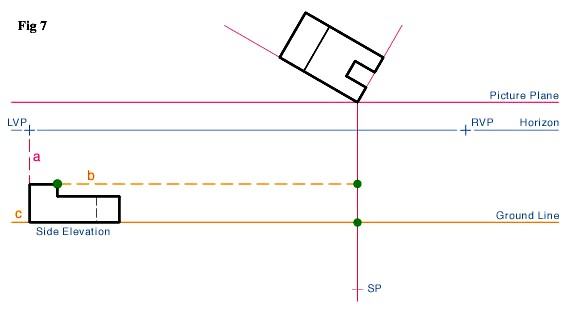 Fig 7
Picture Plane
LVP
RVP
Horizon
a
b
c
Ground Line
Side Elevation
SP